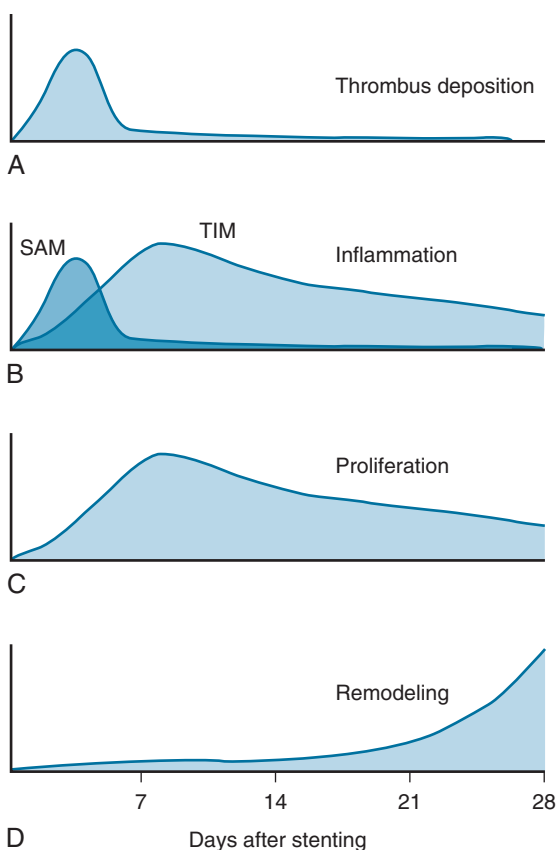 Thrombus deposition
A
SAM
TIM
Inflammation
B
Proliferation
C
Remodeling
7 14 21 28
D Days after stenting